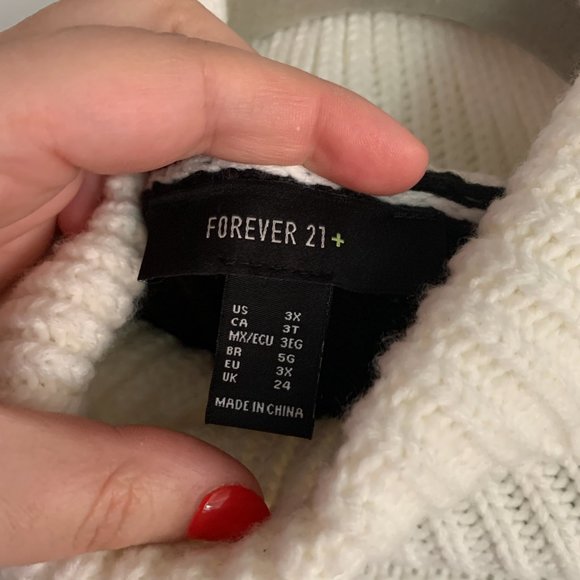 FOREVER 21+
US 3X
CA 3T
MX/ECU 3EG
BR 5G
EU 3X
UK 24
MADE IN CHINA